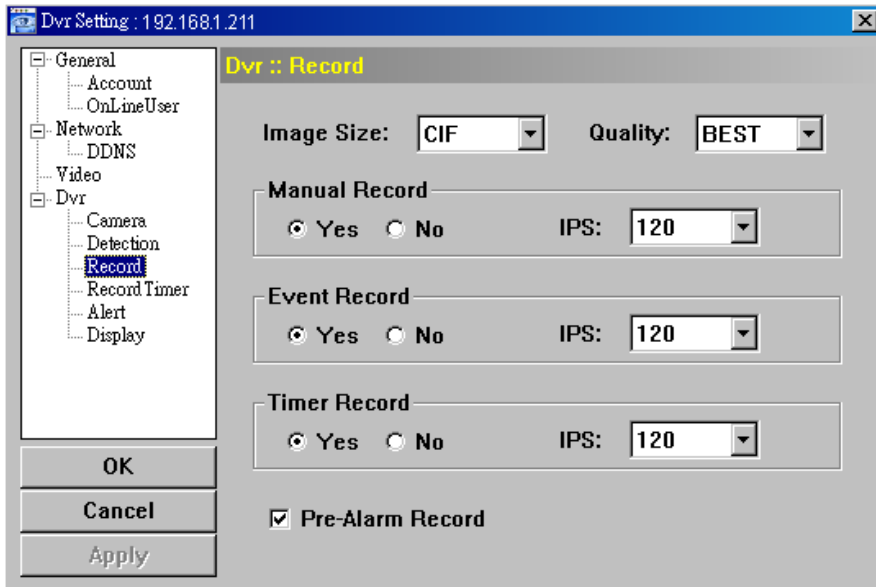 Dvr Setting : 192.168.1.211
General
Account
OnLineUser
Network
DDNS
Video
Dvr
Camera
Detection
Record
Record Timer
Alert
Display
OK
Cancel
Apply
Dvr :: Record
Image Size: CIF Quality: BEST
Manual Record
Yes No IPS: 120
Event Record
Yes No IPS: 120
Timer Record
Yes No IPS: 120
Pre-Alarm Record